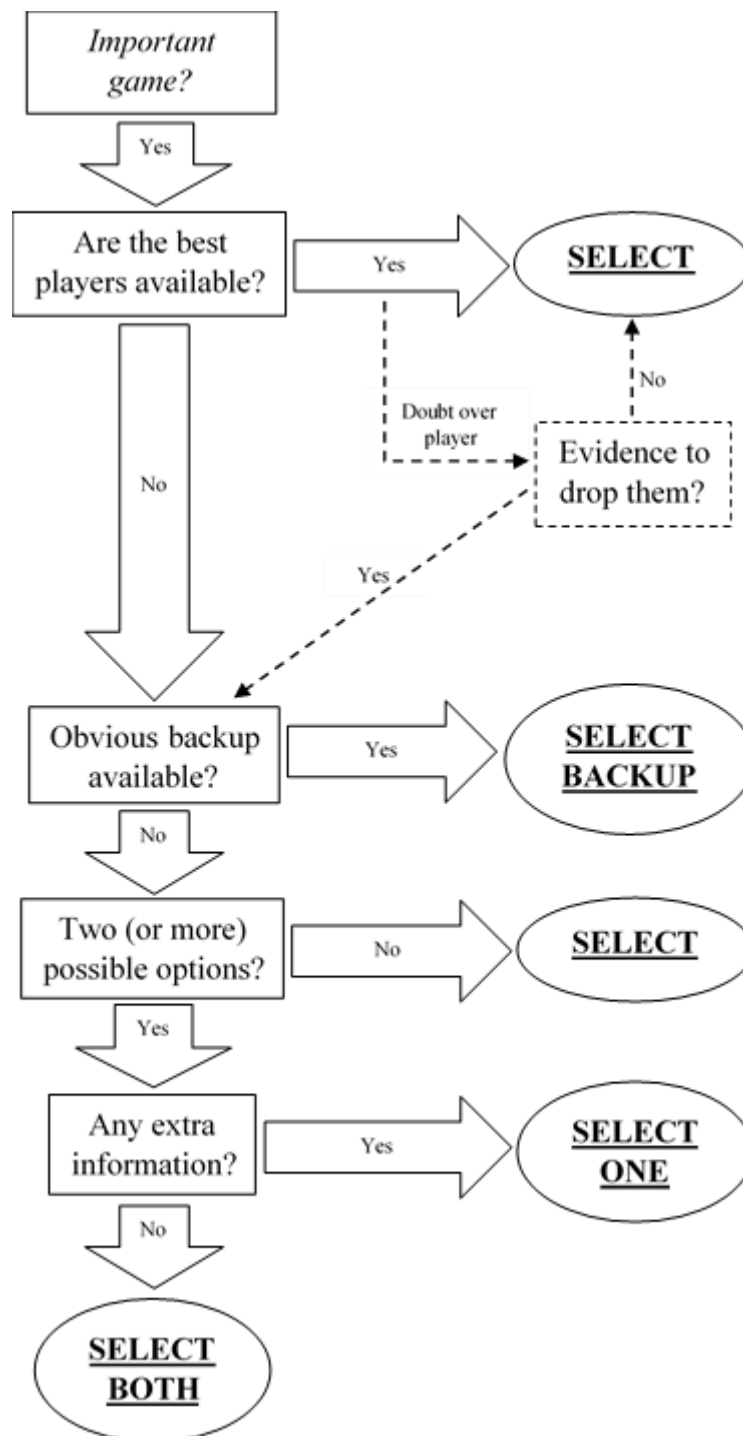 Important
game?
Yes
Are the best
players available?
Yes
SELECT
No
Doubt over
player
Evidence to
drop them?
No
Yes
Obvious backup
available?
Yes
SELECT
BACKUP
No
Two (or more)
possible options?
No
SELECT
Yes
Any extra
information?
Yes
SELECT
ONE
No
SELECT
BOTH